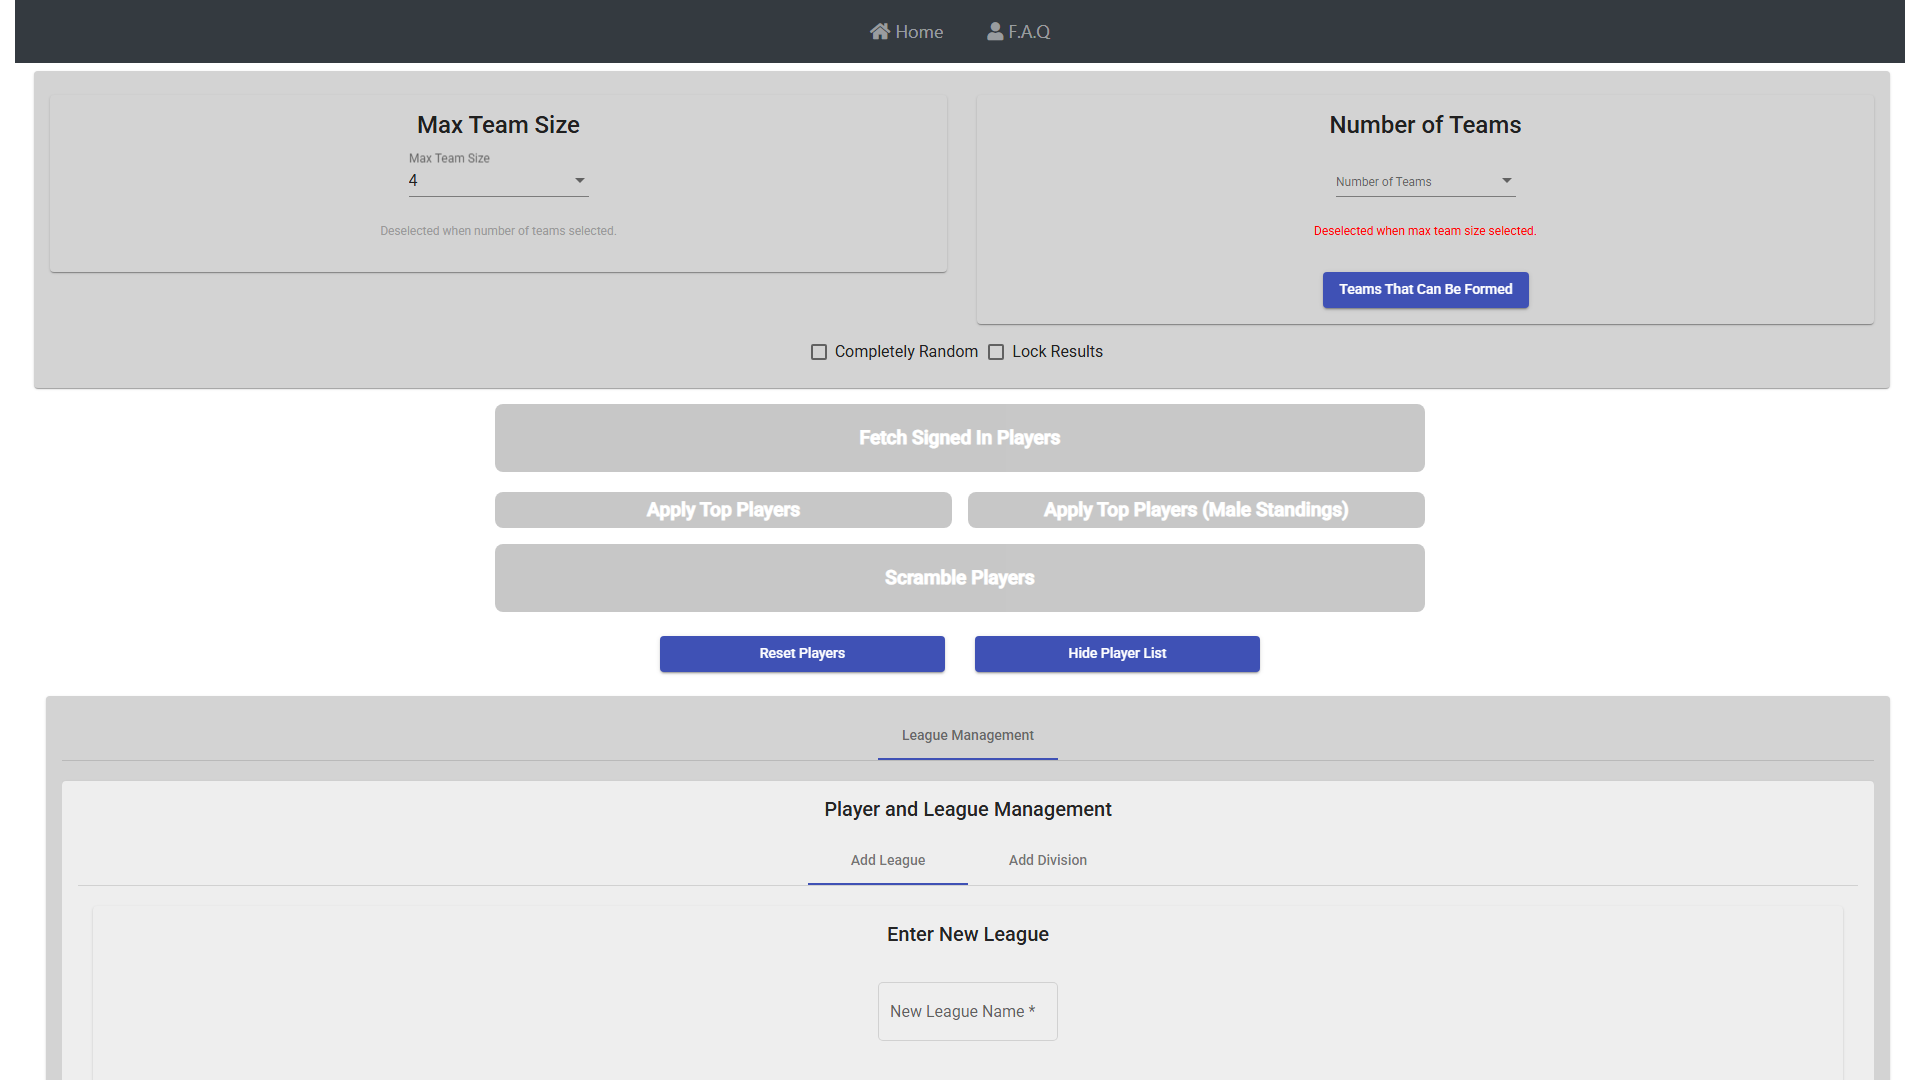 Home
F.A.Q
Max Team Size
Max Team Size
4
Deselected when number of teams selected.
Number of Teams
Number of Teams
Deselected when max team size selected.
Teams That Can Be Formed
Completely Random
Lock Results
Fetch Signed In Players
Apply Top Players
Apply Top Players (Male Standings)
Scramble Players
Reset Players
Hide Player List
League Management
Player and League Management
Add League
Add Division
Enter New League
New League Name *